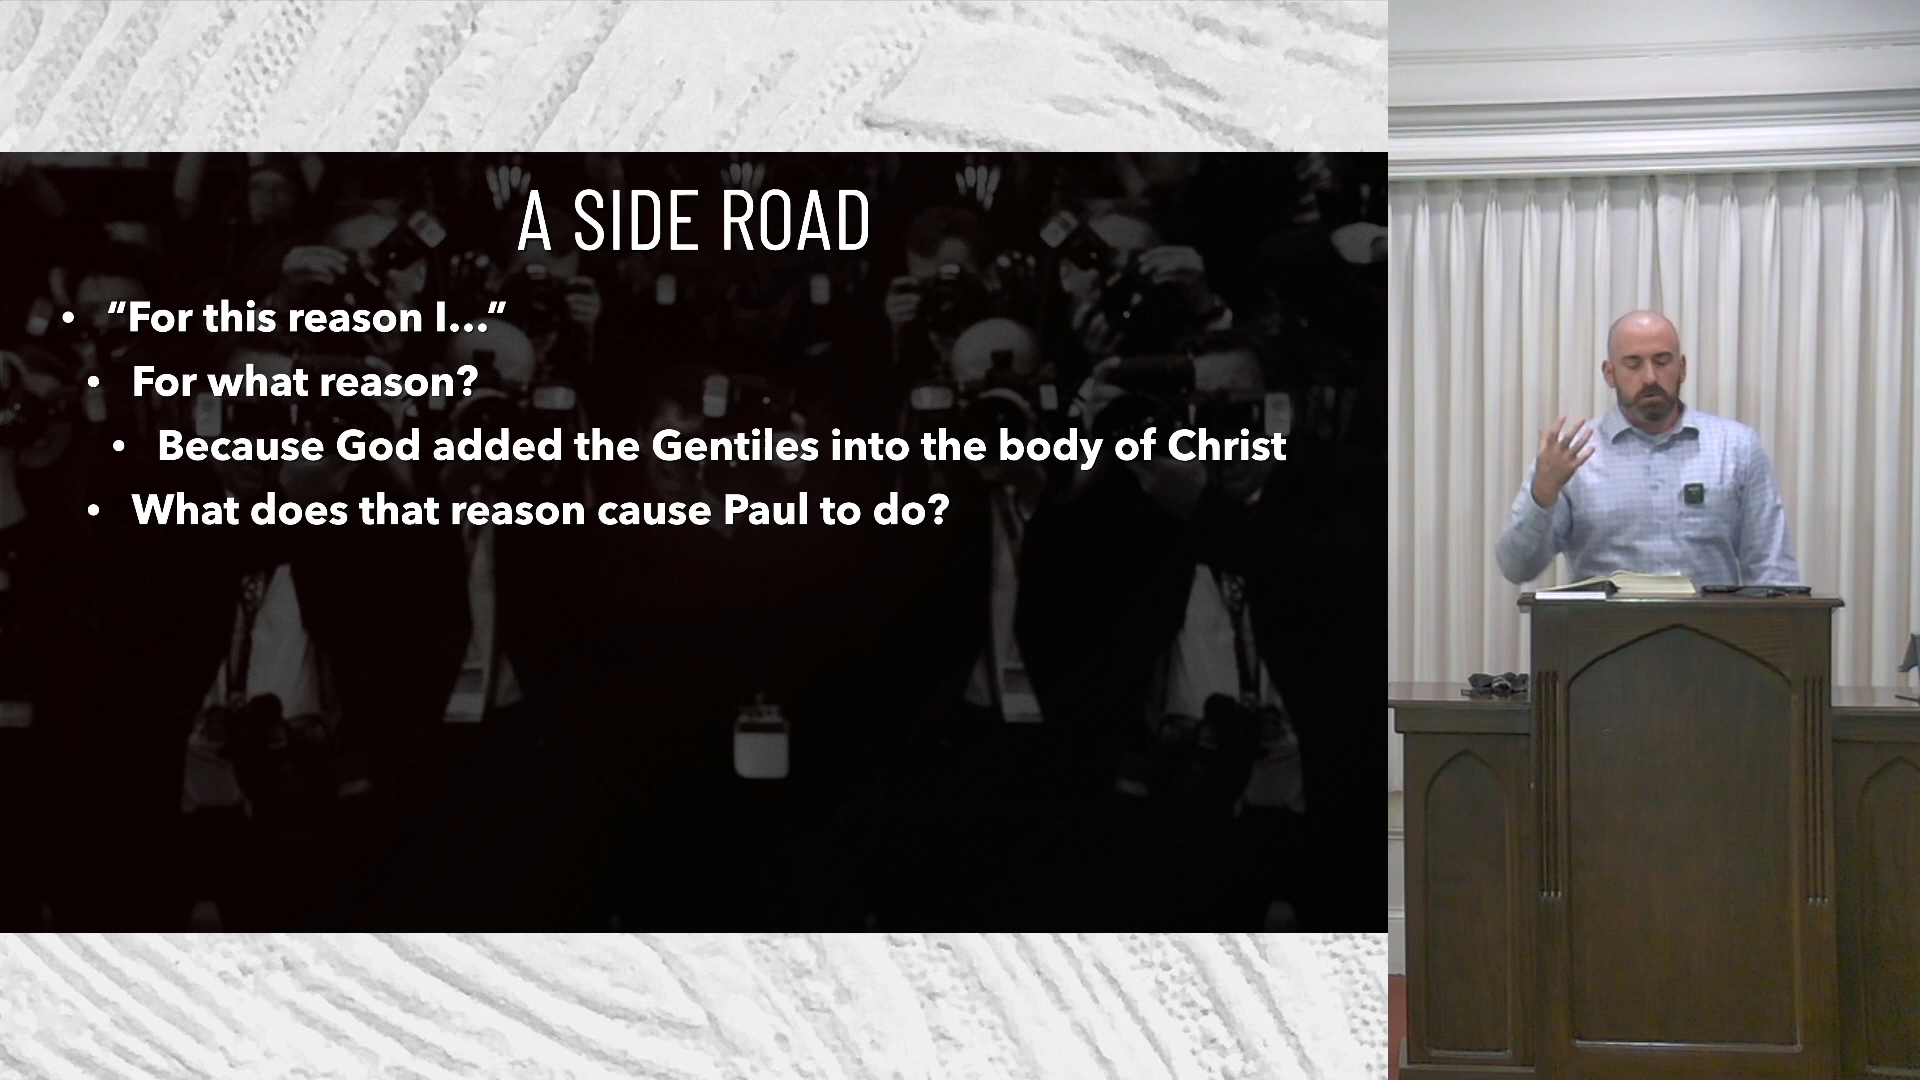 A SIDE ROAD
• “For this reason I…”
• For what reason?
• Because God added the Gentiles into the body of Christ
• What does that reason cause Paul to do?